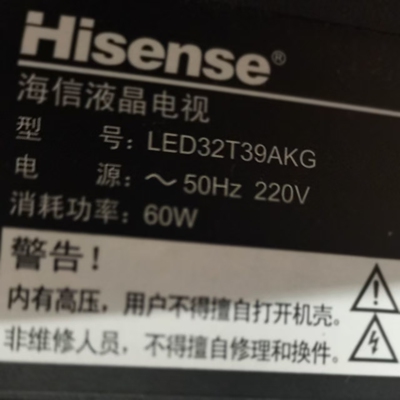 Hisense®
海信液晶电视
型 号：LED32T39AKG
电 源：～50Hz 220V
消耗功率：60W
警告！
内有高压，用户不得擅自打开机壳。
非维修人员，不得擅自修理和换件。